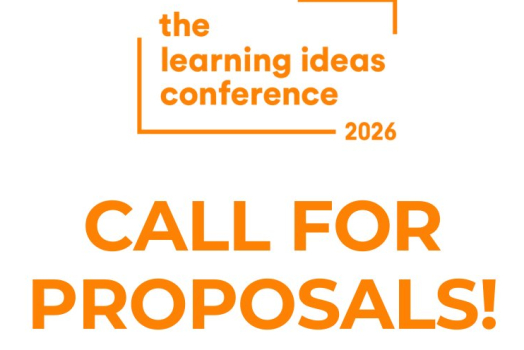 the
learning ideas
conference
2026
CALL FOR
PROPOSALS!